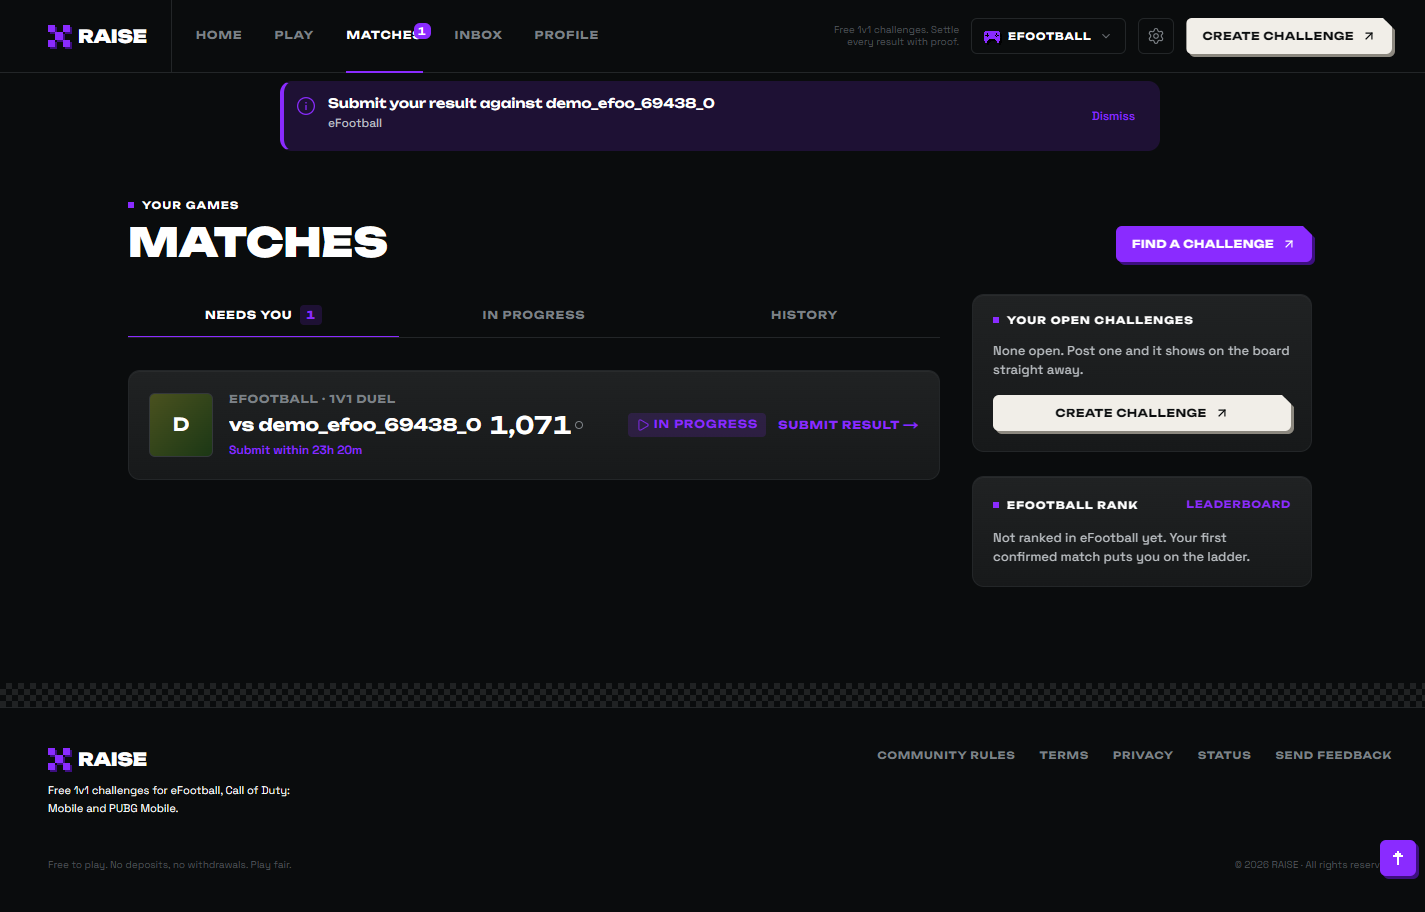 RAISE
HOME
PLAY
MATCHES
1
INBOX
PROFILE
Free 1v1 challenges. Settle
every result with proof.
EFOOTBALL
CREATE CHALLENGE
Submit your result against demo_efoo_69438_0
eFootball
Dismiss
YOUR GAMES
MATCHES
FIND A CHALLENGE
NEEDS YOU 1
IN PROGRESS
HISTORY
D
EFOOTBALL · 1V1 DUEL
vs demo_efoo_69438_0 1,071
Submit within 23h 20m
IN PROGRESS
SUBMIT RESULT →
YOUR OPEN CHALLENGES
None open. Post one and it shows on the board
straight away.
CREATE CHALLENGE
EFOOTBALL RANK
LEADERBOARD
Not ranked in eFootball yet. Your first
confirmed match puts you on the ladder.
RAISE
Free 1v1 challenges for eFootball, Call of Duty:
Mobile and PUBG Mobile.
COMMUNITY RULES
TERMS
PRIVACY
STATUS
SEND FEEDBACK
Free to play. No deposits, no withdrawals. Play fair.
© 2026 RAISE · All rights reserv